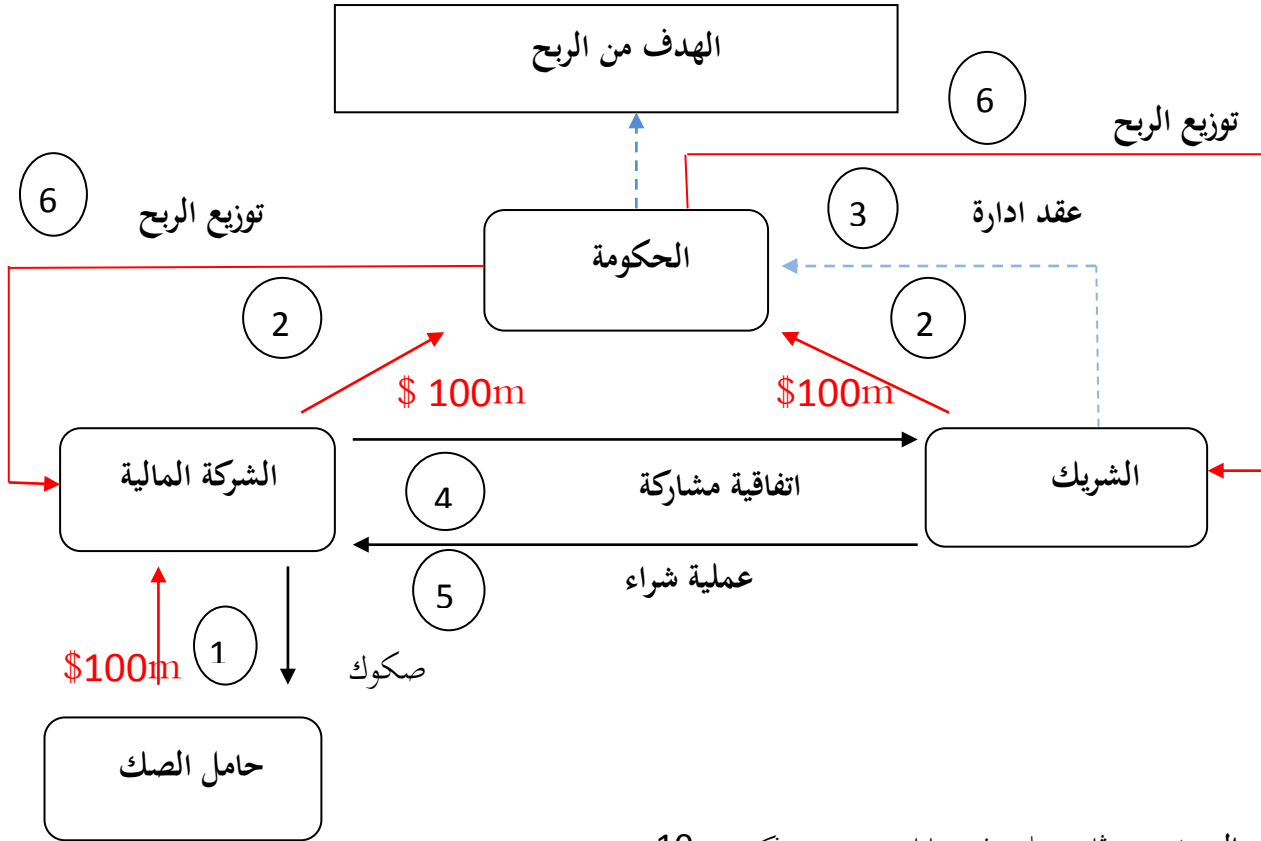 الهدف من الربح
6
توزيع الربح
6
توزيع الربح
3
عقد ادارة
الحكومة
2
2
$ 100m
$100m
الشركة المالية
الشريك
4
اتفاقية مشاركة
5
عملية شراء
$100m
1
صكوك
حامل الصك
10